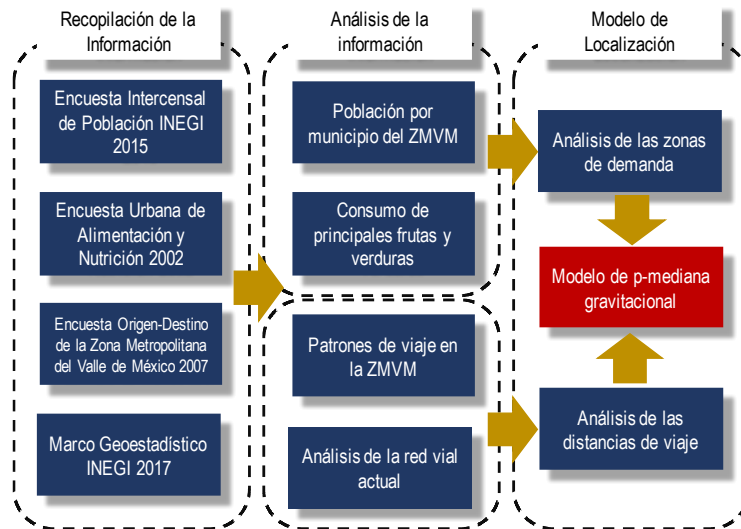 Recopilación de la
Información
Encuesta Intercensal
de Población INEGI
2015
Encuesta Urbana de
Alimentación y
Nutrición 2002
Encuesta Origen-Destino
de la Zona Metropolitana
del Valle de México 2007
Marco Geoestadístico
INEGI 2017
Análisis de la
información
Población por
municipio del ZMVM
Consumo de
principales frutas y
verduras
Patrones de viaje en
la ZMVM
Análisis de la red vial
actual
Modelo de
Localización
Análisis de las zonas
de demanda
Modelo de p-mediana
gravitacional
Análisis de las
distancias de viaje